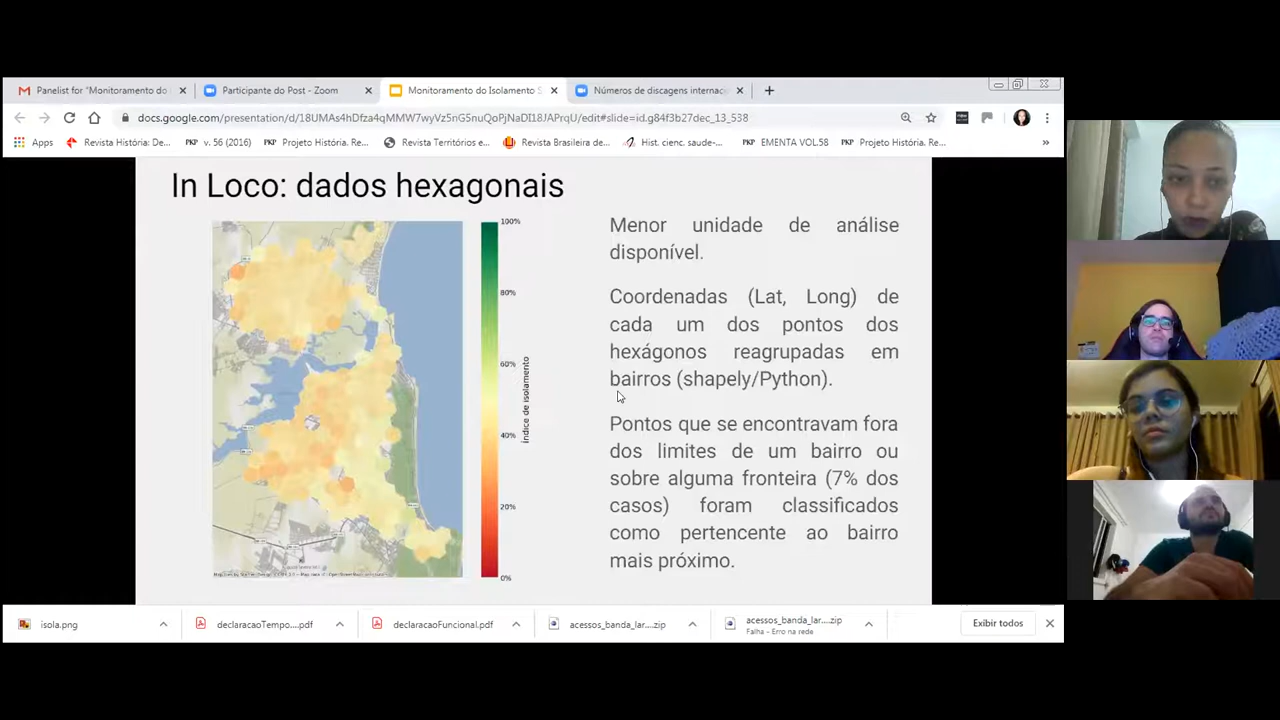 Panelist for "Monitoramento do
Participante do Post - Zoom
Monitoramento do Isolamento S
Números de discagens internac
docs.google.com/presentation/d/18UMAs4hDfza4qMMW7wyVz5nG5nuQoPjNaDI18JAPrqU/edit#slide=id.g84f3b27dec_13_538
Apps
Revista História: De...
PKP v. 56 (2016)
PKP Projeto História. Re...
Revista Territórios e...
Revista Brasileira de...
Hist. cienc. saude-...
PKP EMENTA VOL.58
PKP Projeto História. Re...
»
In Loco: dados hexagonais
100%
80%
60%
40%
20%
0%
índice de isolamento
Menor unidade de análise
disponível.
Coordenadas (Lat, Long) de
cada um dos pontos dos
hexágonos reagrupadas em
bairros (shapely/Python).
Pontos que se encontravam fora
dos limites de um bairro ou
sobre alguma fronteira (7% dos
casos) foram classificados
como pertencente ao bairro
mais próximo.
isola.png
declaracaoTempo....pdf
declaracaoFuncional.pdf
acessos_banda_lar....zip
acessos_banda_lar....zip
Falha - Erro na rede
Exibir todos